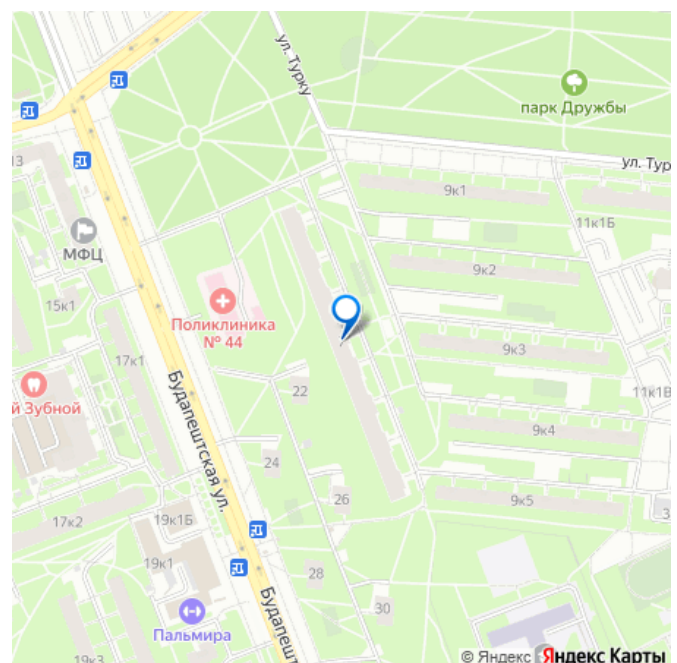 ул. Турку
парк Дружбы
13
ул. Тур
9к1
11к1Б
МФЦ
9к2
15к1
Поликлиника
№ 44
17к1
9к3
й Зубной
22
11к1В
Будапештская ул.
9к4
24
26
9к5
17к2
19к1Б
3
19к1
28
Пальмира
30
Будапешт
19к3
© Яндекс Яндекс Карты